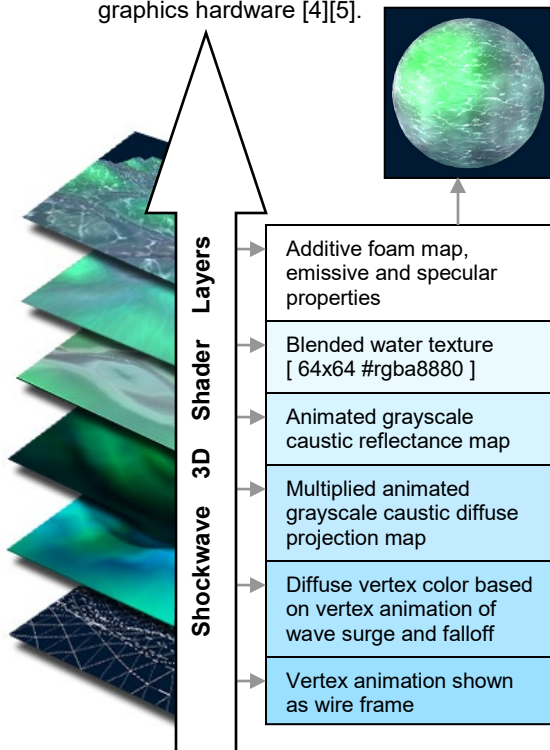 graphics hardware [4][5].
Shockwave 3D Shader Layers
Additive foam map,
emissive and specular
properties
Blended water texture
[ 64x64 #rgba8880 ]
Animated grayscale
caustic reflectance map
Multiplied animated
grayscale caustic diffuse
projection map
Diffuse vertex color based
on vertex animation of
wave surge and falloff
Vertex animation shown
as wire frame